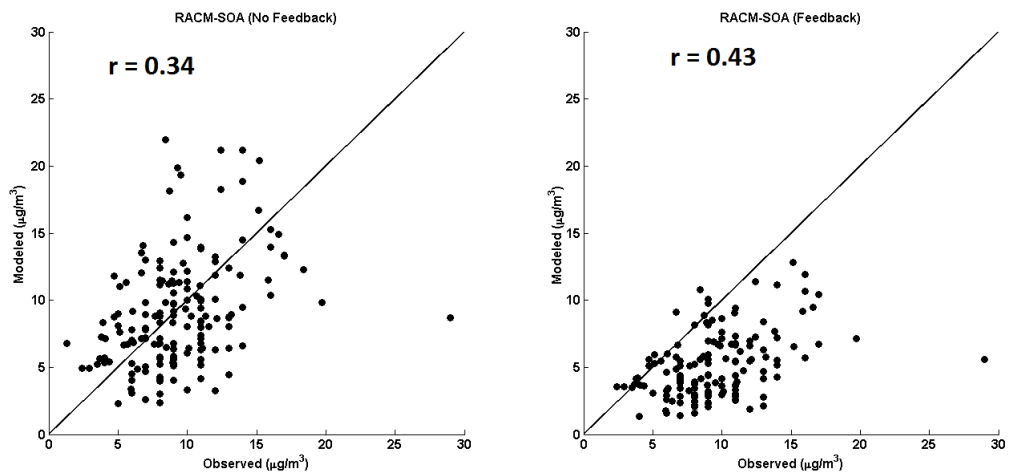 RACM-SOA (No Feedback)
r = 0.34
30
25
20
15
10
5
0
Modeled (μg/m³)
0 5 10 15 20 25 30
Observed (μg/m³)
RACM-SOA (Feedback)
r = 0.43
30
25
20
15
10
5
0
Modeled (μg/m³)
0 5 10 15 20 25 30
Observed (μg/m³)